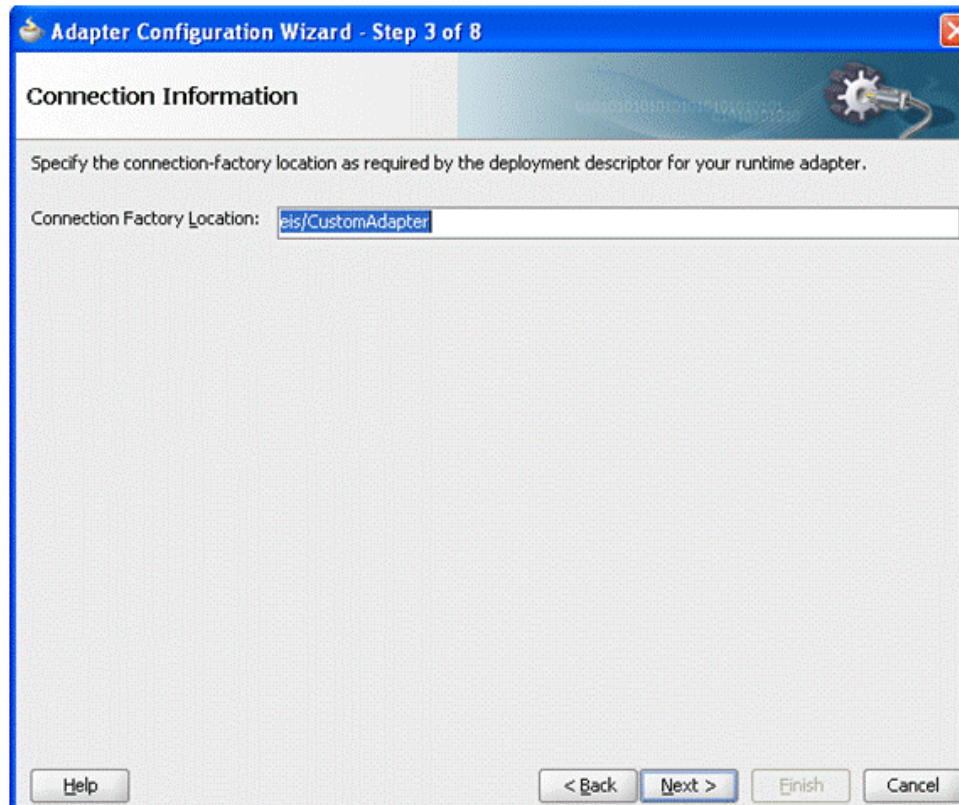 Adapter Configuration Wizard - Step 3 of 8
Connection Information
Specify the connection-factory location as required by the deployment descriptor for your runtime adapter.
Connection Factory Location: eis/CustomAdapter
Help < Back Next > Finish Cancel